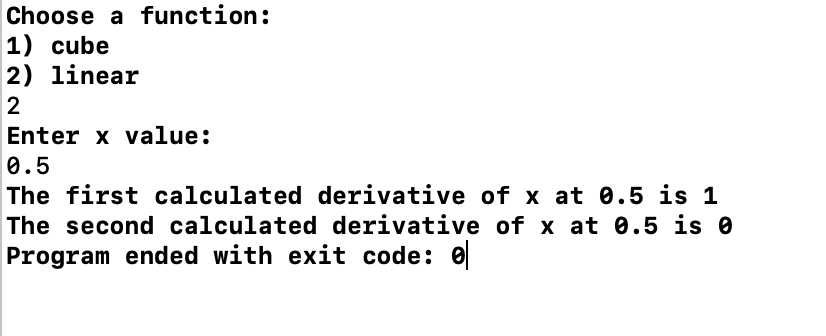 Choose a function:
1) cube
2) linear
2
Enter x value:
0.5
The first calculated derivative of x at 0.5 is 1
The second calculated derivative of x at 0.5 is 0
Program ended with exit code: 0